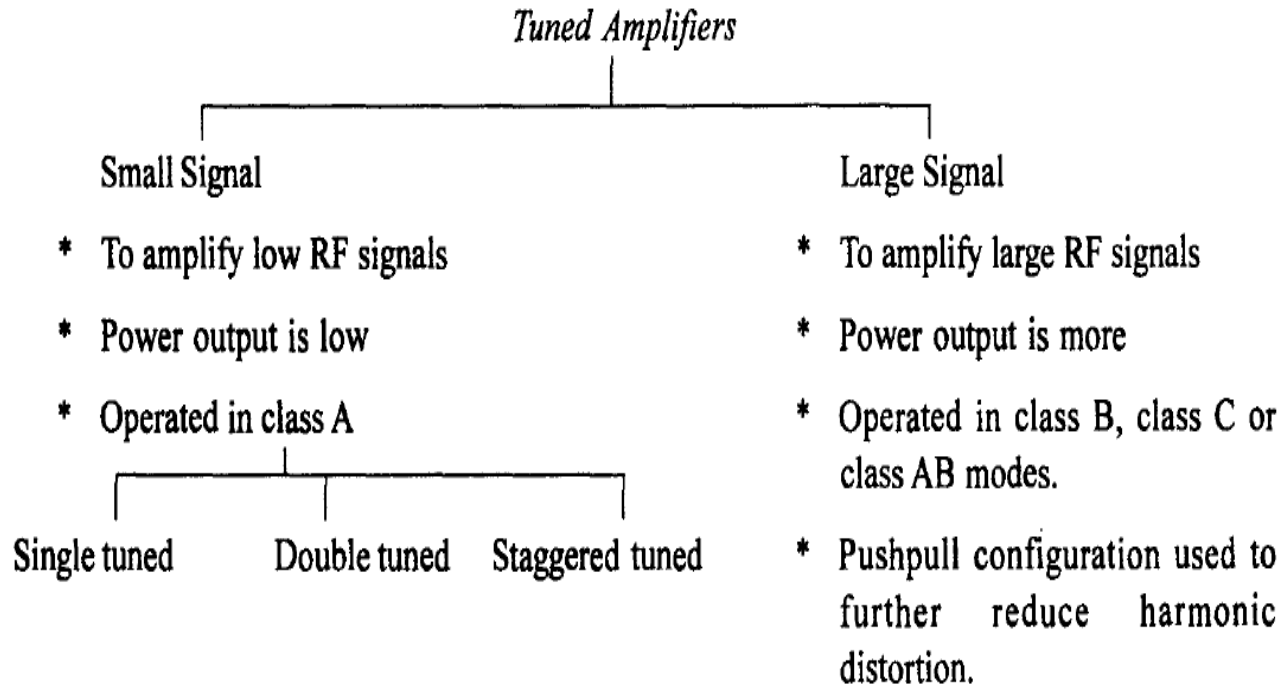 Tuned Amplifiers
Small Signal
* To amplify low RF signals
* Power output is low
* Operated in class A
Single tuned
Double tuned
Staggered tuned
Large Signal
* To amplify large RF signals
* Power output is more
* Operated in class B, class C or
class AB modes.
* Pushpull configuration used to
further reduce harmonic
distortion.